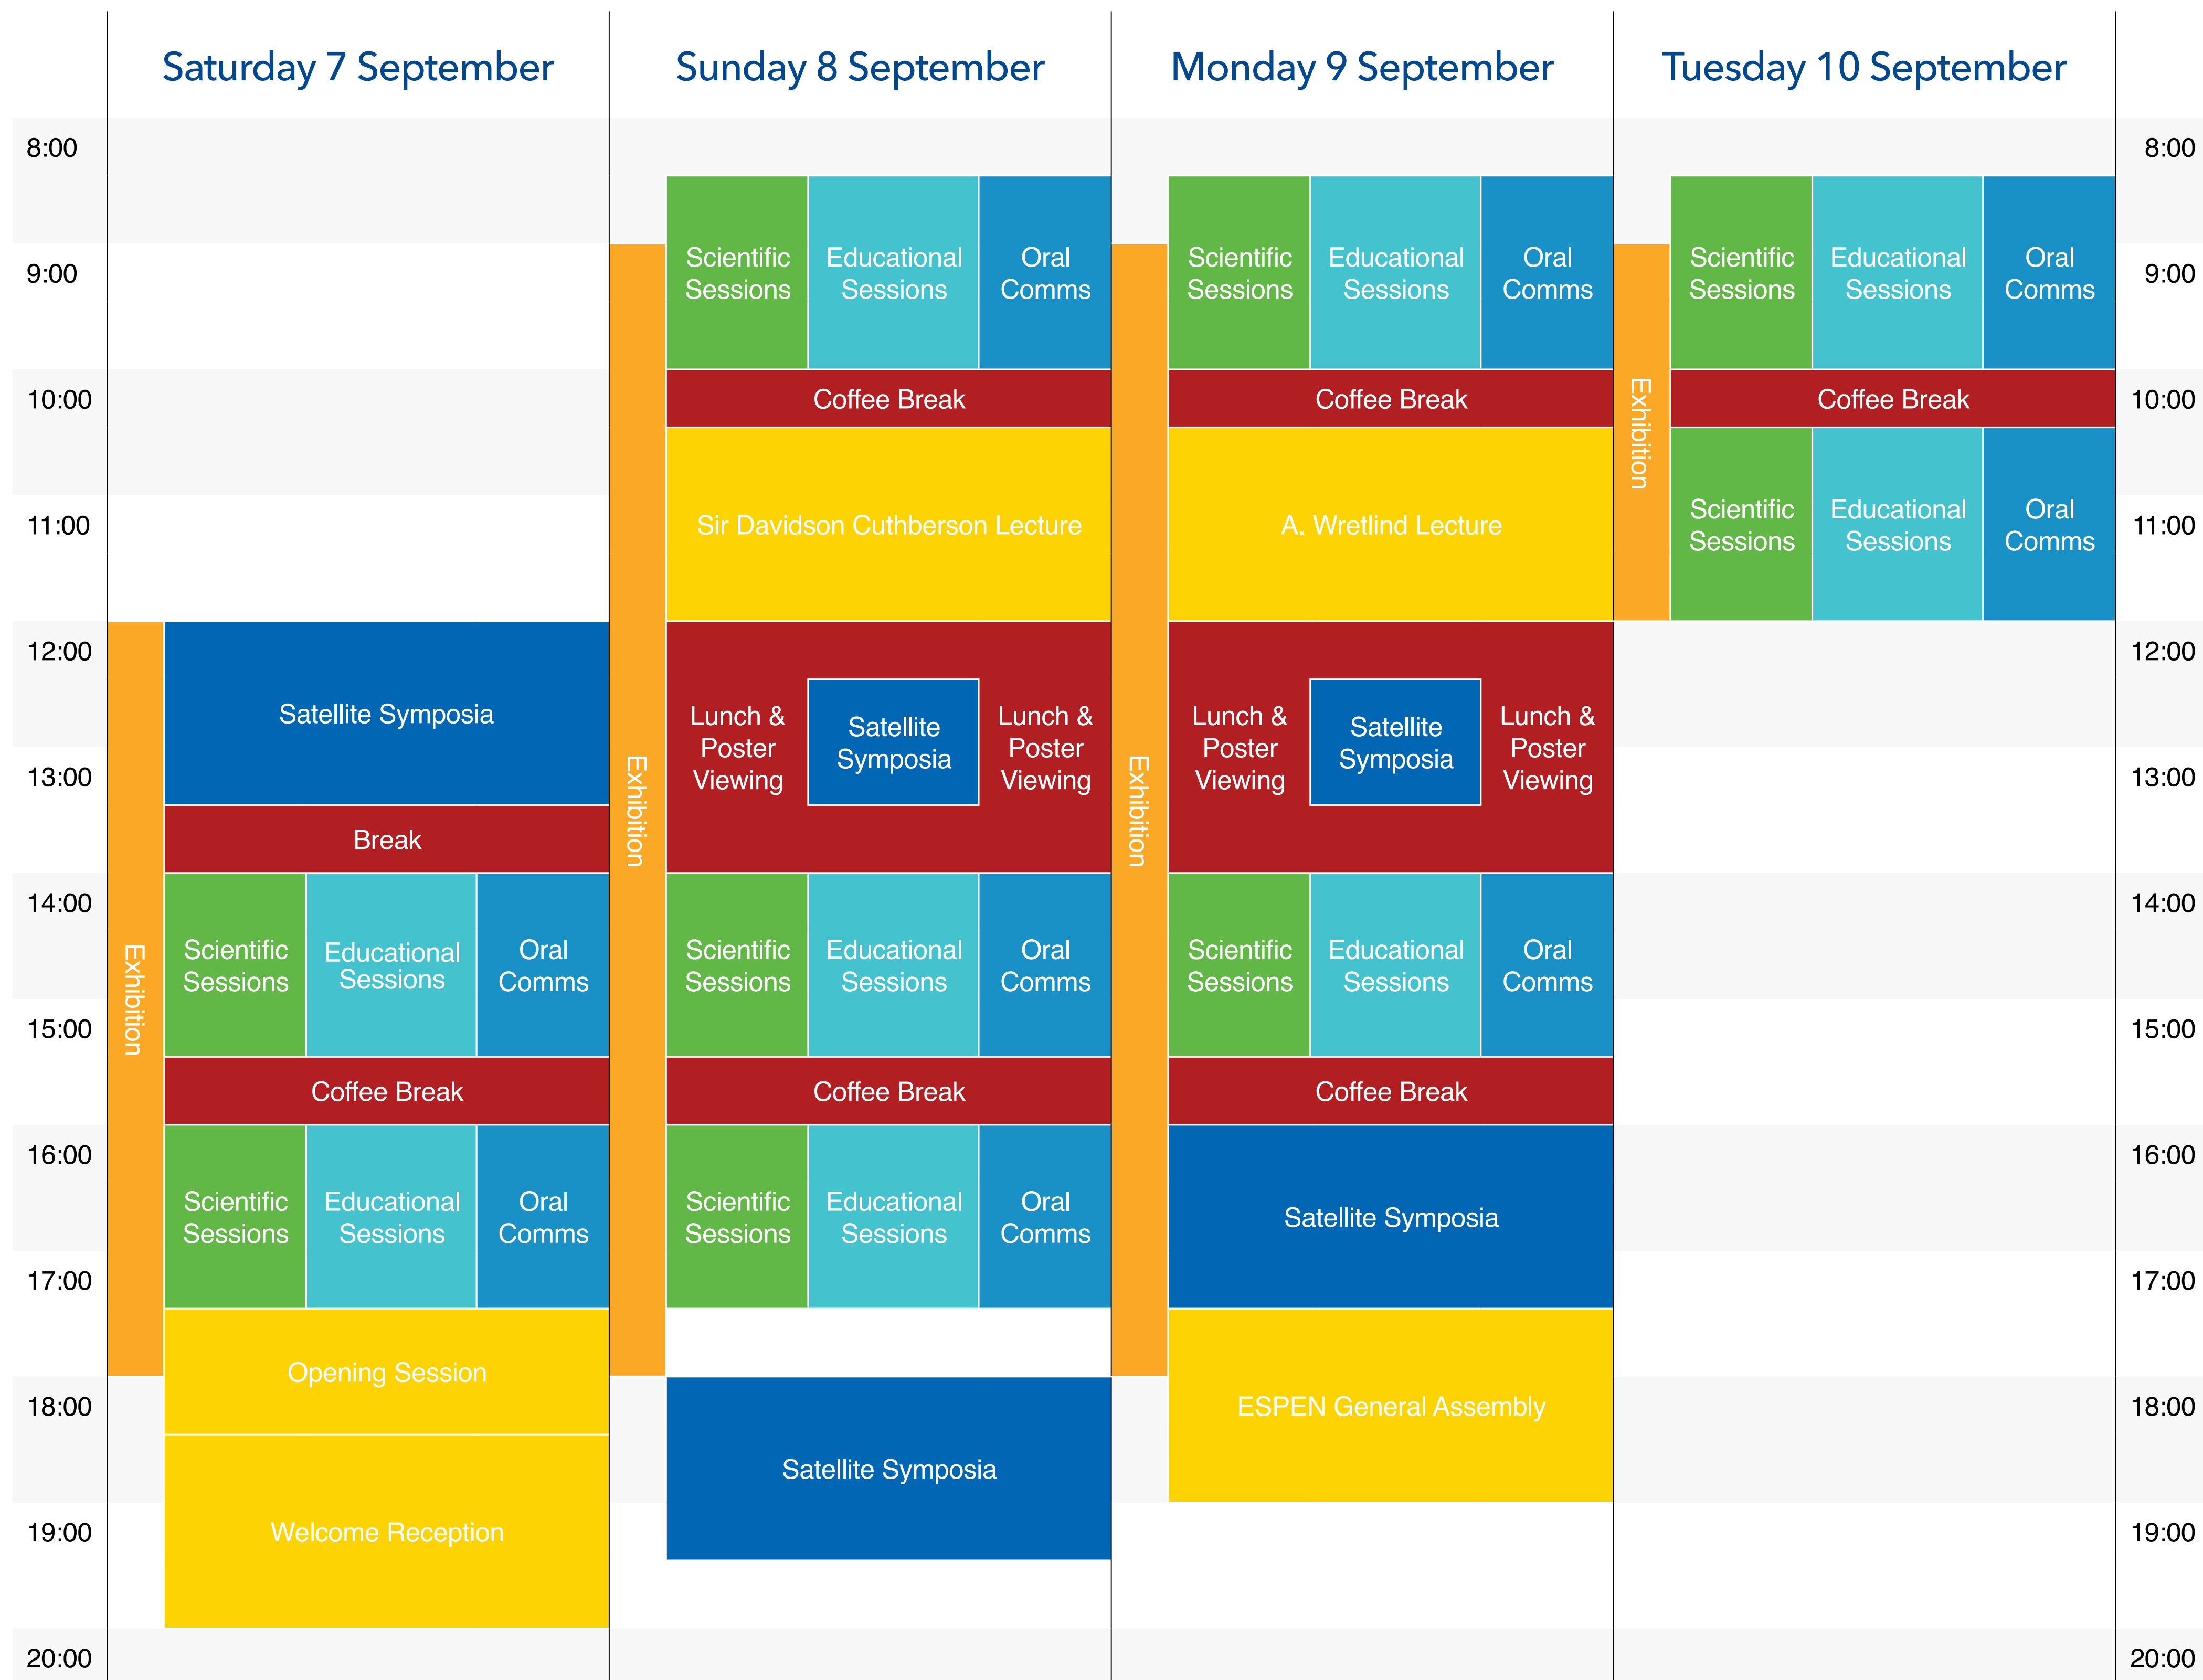 Saturday 7 September
Sunday 8 September
Monday 9 September
Tuesday 10 September
8:00
9:00
10:00
11:00
12:00
13:00
14:00
15:00
16:00
17:00
18:00
19:00
20:00
Exhibition
Satellite Symposia
Break
Scientific
Sessions
Educational
Sessions
Oral
Comms
Coffee Break
Scientific
Sessions
Educational
Sessions
Oral
Comms
Opening Session
Welcome Reception
Exhibition
Scientific
Sessions
Educational
Sessions
Oral
Comms
Coffee Break
Sir Davidson Cuthberson Lecture
Lunch &
Poster
Viewing
Satellite
Symposia
Lunch &
Poster
Viewing
Scientific
Sessions
Educational
Sessions
Oral
Comms
Coffee Break
Scientific
Sessions
Educational
Sessions
Oral
Comms
Satellite Symposia
Exhibition
Scientific
Sessions
Educational
Sessions
Oral
Comms
Coffee Break
A. Wretlind Lecture
Lunch &
Poster
Viewing
Satellite
Symposia
Lunch &
Poster
Viewing
Scientific
Sessions
Educational
Sessions
Oral
Comms
Coffee Break
Satellite Symposia
ESPEN General Assembly
Exhibition
Scientific
Sessions
Educational
Sessions
Oral
Comms
Coffee Break
Scientific
Sessions
Educational
Sessions
Oral
Comms
8:00
9:00
10:00
11:00
12:00
13:00
14:00
15:00
16:00
17:00
18:00
19:00
20:00